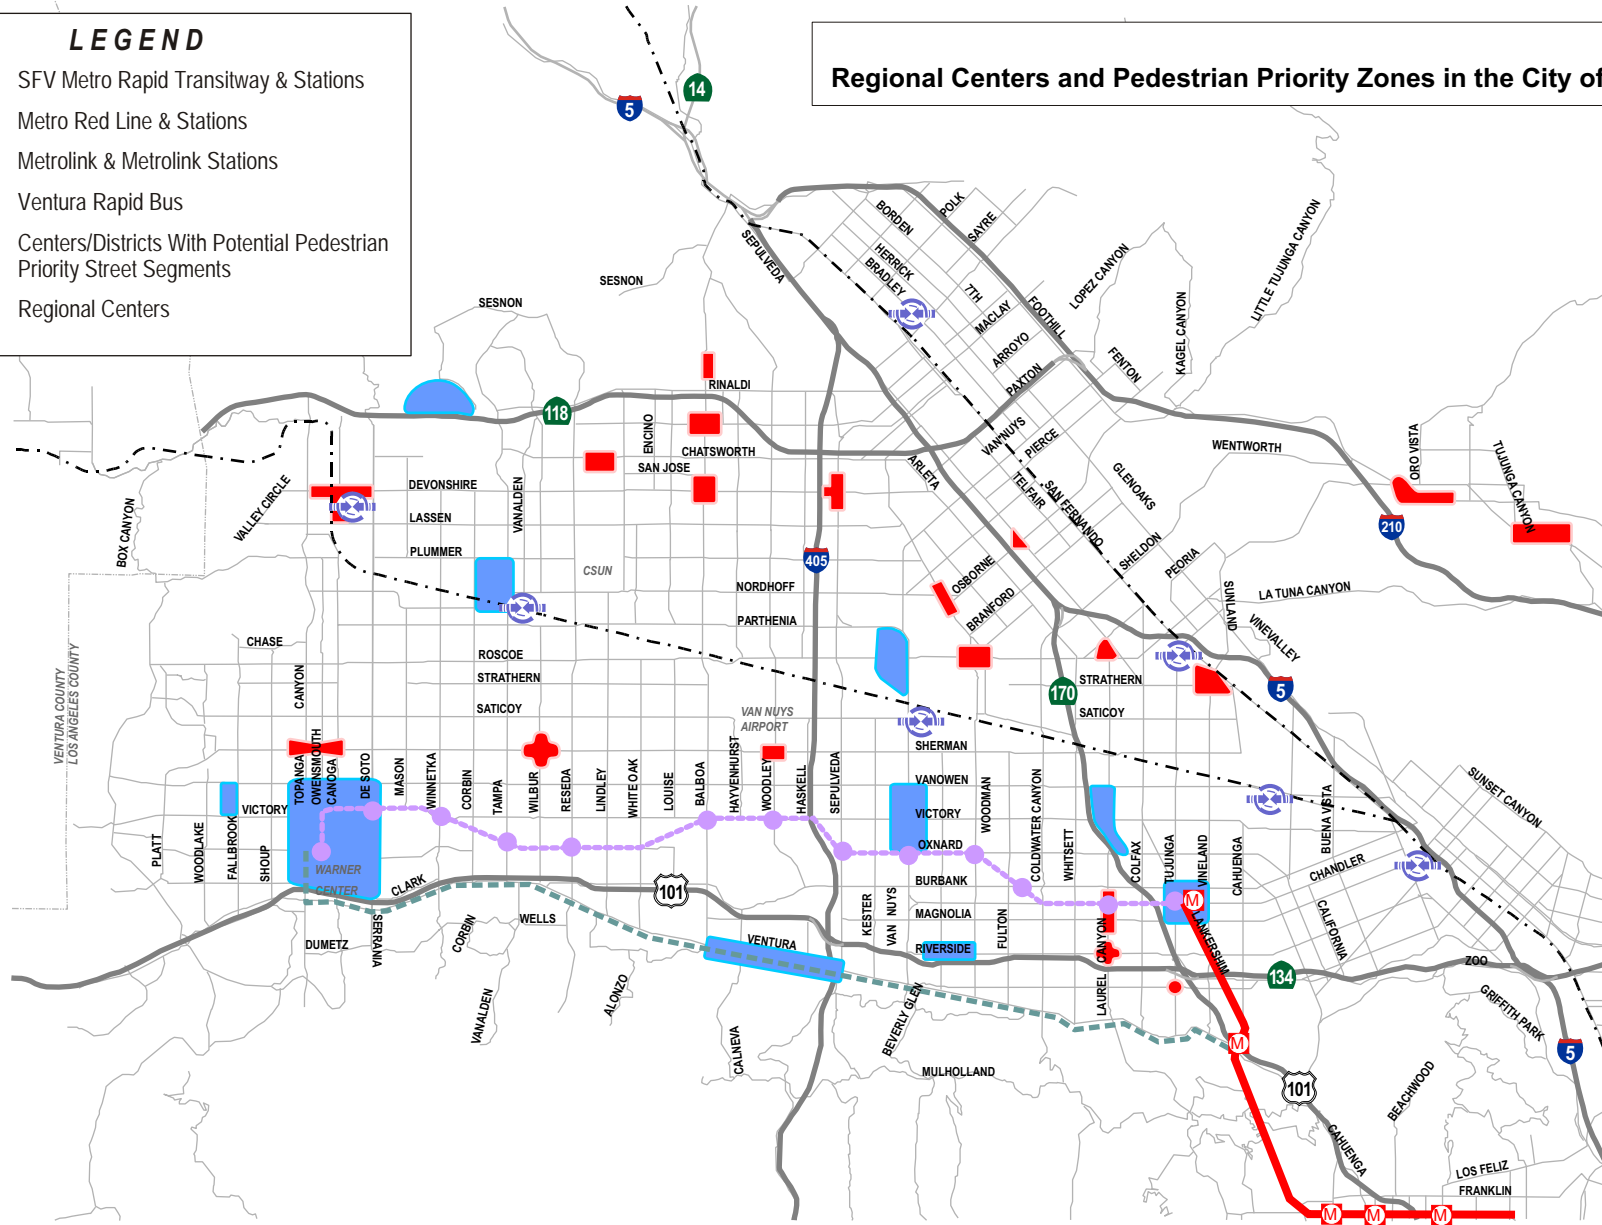 LEGEND
SFV Metro Rapid Transitway & Stations
Metro Red Line & Stations
Metrolink & Metrolink Stations
Ventura Rapid Bus
Centers/Districts With Potential Pedestrian
Priority Street Segments
Regional Centers
Regional Centers and Pedestrian Priority Zones in the City of
14
5
POLK
BORDEN
SAYRE
SEPULVEDA
HERRICK
BRADLEY
7TH
MACLAY
ARROYO
PAXTON
FOOTHILL
LOPEZ CANYON
FENTON
KAGEL CANYON
LITTLE TUJUNGA CANYON
SESNON
SESNON
RINALDI
118
ENCINO
CHATSWORTH
SAN JOSE
VAN NUYS
PIERCE
ARLETA
TELFAIR
SAN FERNANDO
GLENOAKS
WENTWORTH
ORO VISTA
TUJUNGA CANYON
210
DEVONSHIRE
LASSEN
PLUMMER
VANALDEN
VALLEY CIRCLE
BOX CANYON
CSUN
405
SHELDON
PEORIA
OSBORNE
BRANFORD
NORDHOFF
PARTHENIA
SUNLAND
LA TUNA CANYON
VINEVALLEY
CHASE
ROSCOE
STRATHERN
SATICOY
CANYON
VENTURA COUNTY
LOS ANGELES COUNTY
VAN NUYS
AIRPORT
170
STRATHERN
SATICOY
5
SHERMAN
VANOWEN
VICTORY
OXNARD
BURBANK
MAGNOLIA
RIVERSIDE
TOPANGA
OWENSMOUTH
CANOGA
DE SOTO
MASON
WINNETKA
CORBIN
TAMPA
WILBUR
RESEDA
LINDLEY
WHITE OAK
LOUISE
BALBOA
HAYVENHURST
WOODLEY
HASKELL
SEPULVEDA
WOODMAN
COLDWATER CANYON
WHITSETT
COLFAX
TUJUNGA
VINELAND
CAHUENGA
BUENA VISTA
SUNSET CANYON
VICTORY
PLATT
WOODLAKE
FALLBROOK
SHOUP
WARNER
CENTER
CLARK
101
KESTER
VAN NUYS
FULTON
LAUREL CANYON
M
LANKERSHIM
CHANDLER
CALIFORNIA
DUMETZ
SERRANIA
CORBIN
WELLS
VENTURA
134
ZOO
VANALDEN
ALONZO
CALNEVA
BEVERLY GLEN
MULHOLLAND
GRIFFITH PARK
5
M
101
BEACHWOOD
CAHUENGA
LOS FELIZ
FRANKLIN
M
M
M